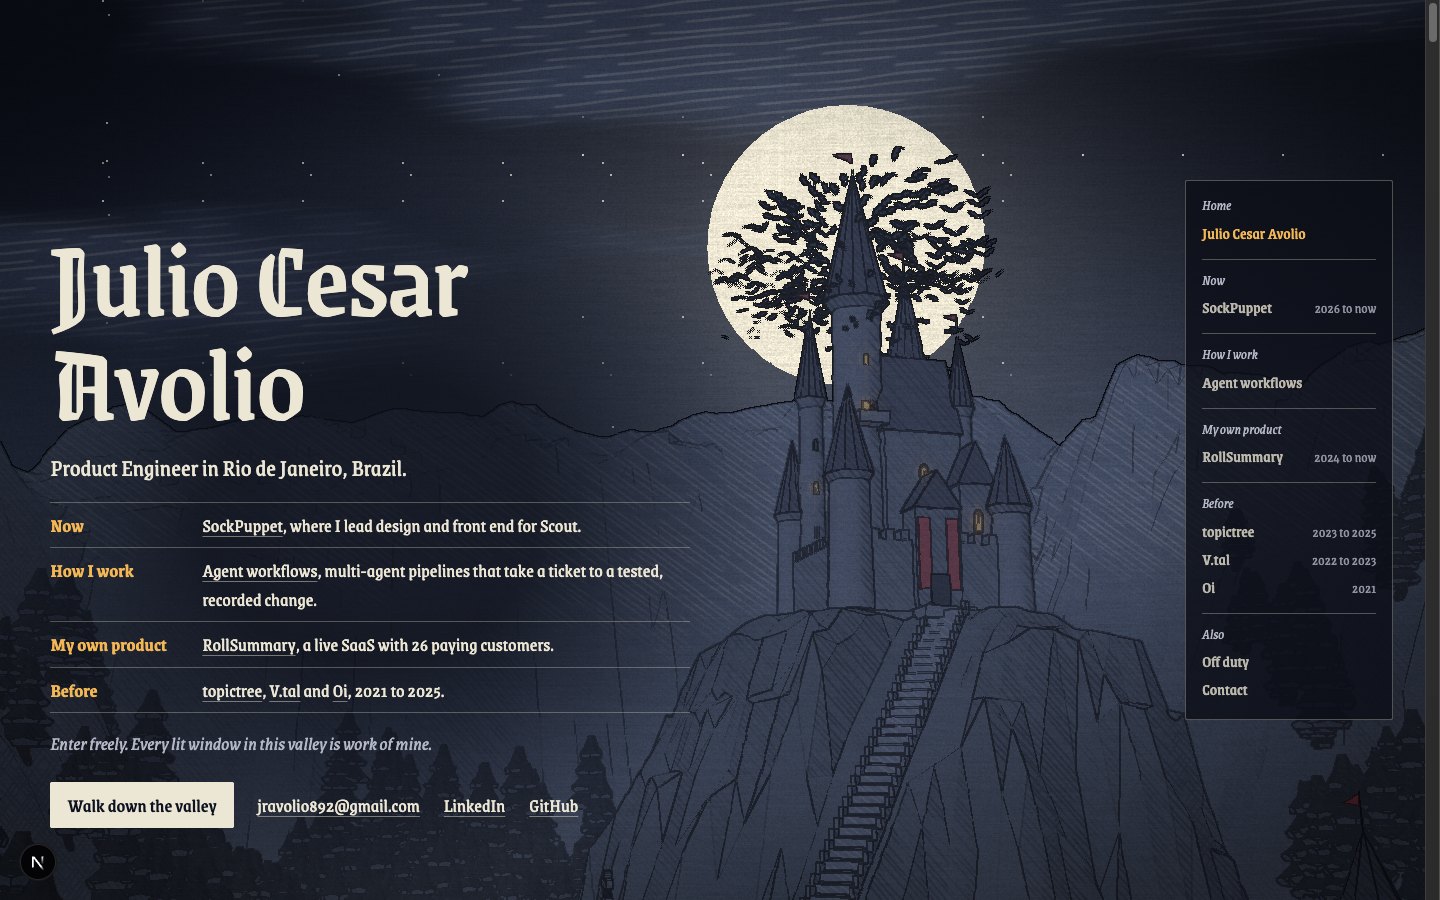 Julio Cesar
Avolio
Product Engineer in Rio de Janeiro, Brazil.
Now
SockPuppet, where I lead design and front end for Scout.
How I work
Agent workflows, multi-agent pipelines that take a ticket to a tested,
recorded change.
My own product
RollSummary, a live SaaS with 26 paying customers.
Before
topictree, V.tal and Oi, 2021 to 2025.
Enter freely. Every lit window in this valley is work of mine.
Walk down the valley
jravolio892@gmail.com
LinkedIn
GitHub
N
Home
Julio Cesar Avolio
Now
SockPuppet 2026 to now
How I work
Agent workflows
My own product
RollSummary 2024 to now
Before
topictree 2023 to 2025
V.tal 2022 to 2023
Oi 2021
Also
Off duty
Contact